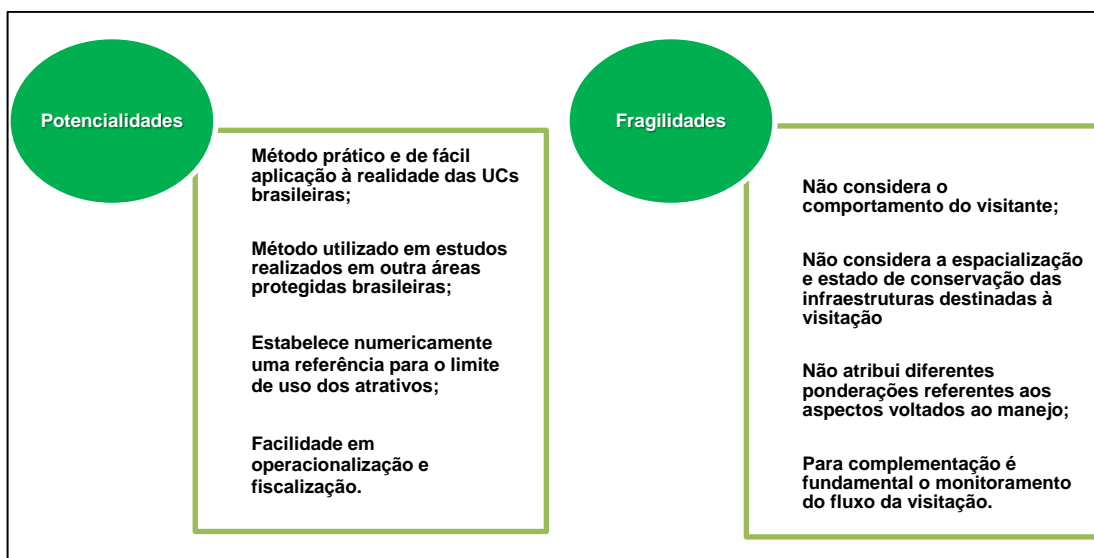 Potencialidades
Método prático e de fácil
aplicação à realidade das UCs
brasileiras;
Método utilizado em estudos
realizados em outra áreas
protegidas brasileiras;
Estabelece numericamente
uma referência para o limite
de uso dos atrativos;
Facilidade em
operacionalização e
fiscalização.
Fragilidades
Não considera o
comportamento do visitante;
Não considera a espacialização
e estado de conservação das
infraestruturas destinadas à
visitação
Não atribui diferentes
ponderações referentes aos
aspectos voltados ao manejo;
Para complementação é
fundamental o monitoramento
do fluxo da visitação.